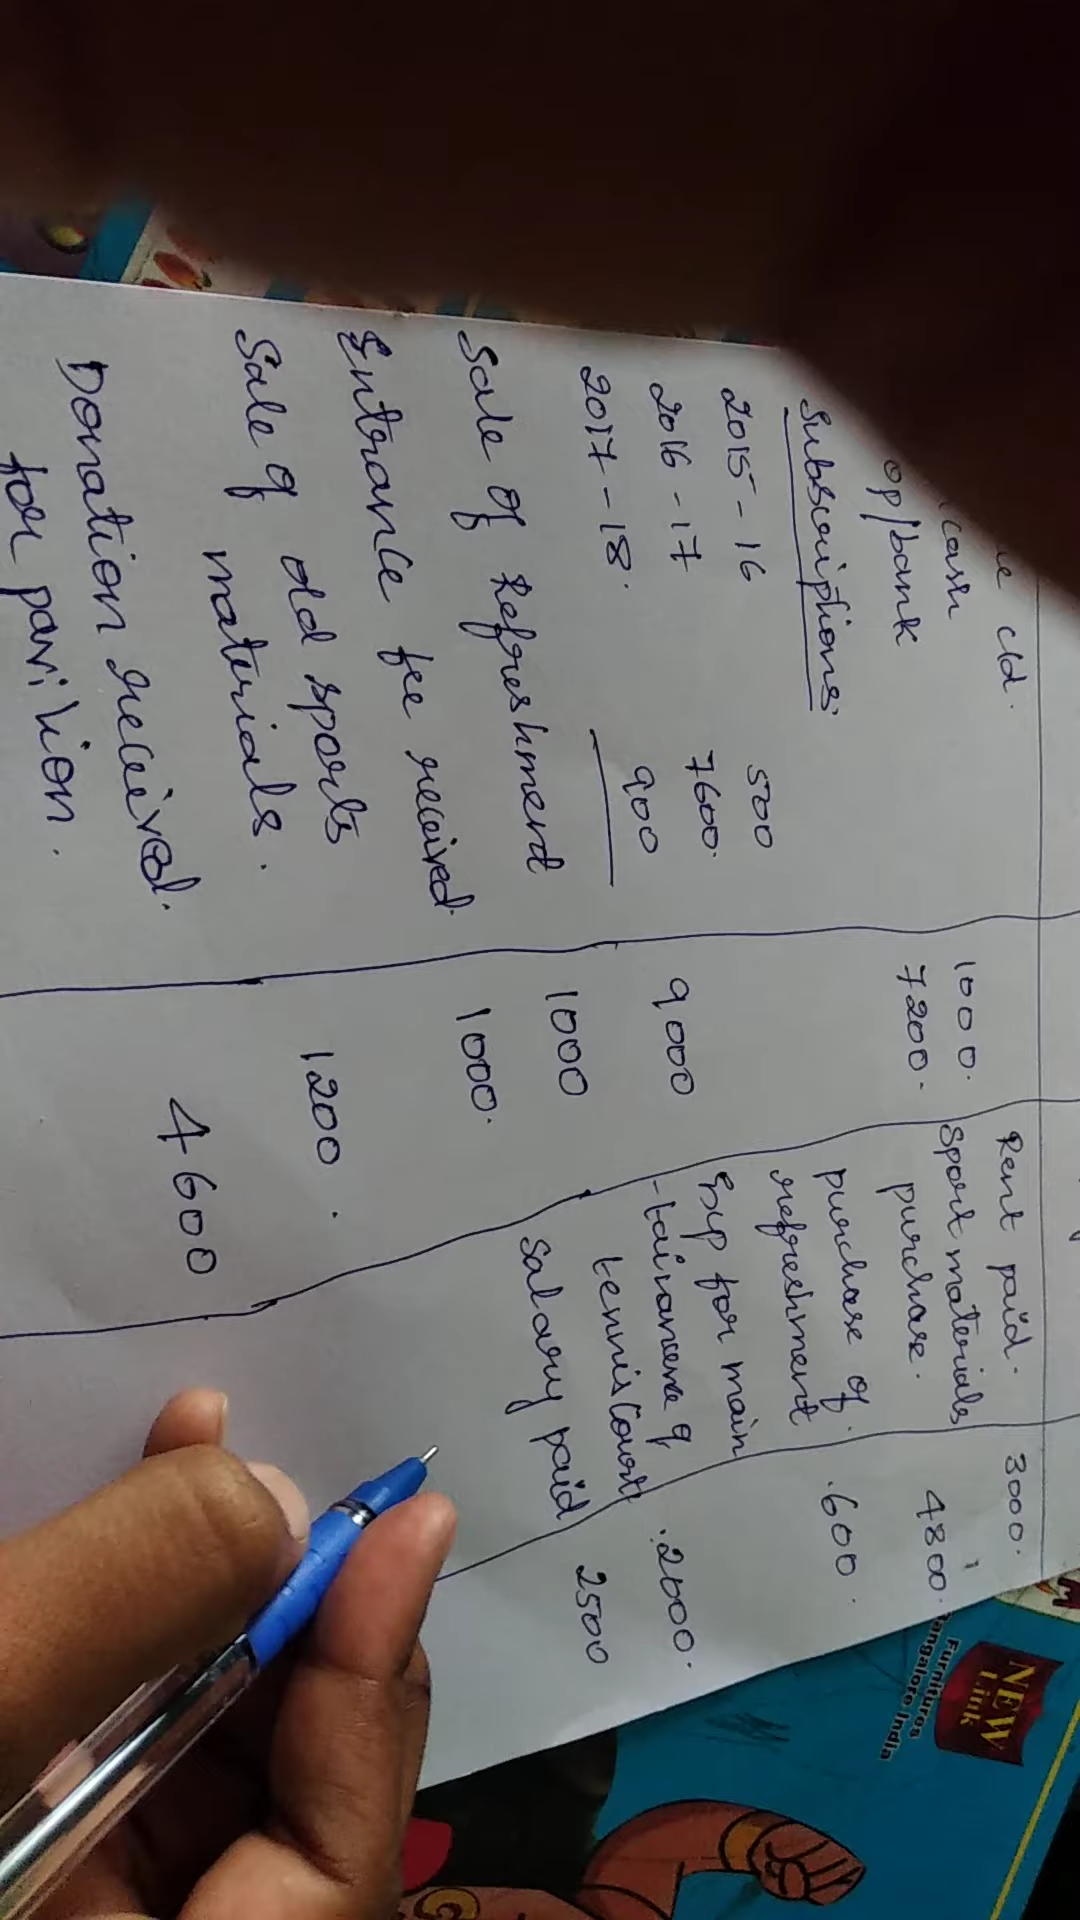 cld.
cash 1000.
op/bank 7200.
Subscriptions:
2015-16 500
2016-17 7600.
2017-18. 900
9000
Sale of Refreshment 1000
Entrance fee received. 1000.
Sale of old sports
materials. 1200.
Donation received.
for pavilion. 4600
Rent paid. 3000.
Sport materials
purchase. 4800.
purchase of.
refreshment .600.
Exp for main
-tainance of
tennis Court .2000.
Salary paid 2500
NEW
Link
Furnitures
Bangalore India